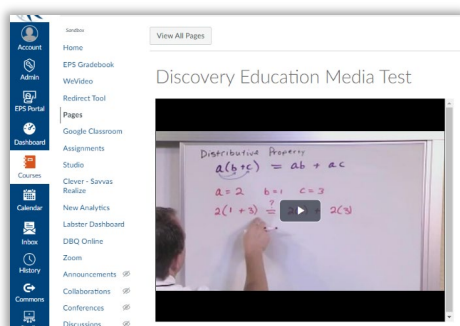 Account
Admin
EPS Portal
Dashboard
Courses
Calendar
Inbox
History
Commons
Sandbox
Home
EPS Gradebook
WeVideo
Redirect Tool
Pages
Google Classroom
Assignments
Studio
Clever - Savvas
Realize
New Analytics
Labster Dashboard
DBQ Online
Zoom
Announcements
Collaborations
Conferences
Discussions
View All Pages
Discovery Education Media Test
Distributive Property
a(b+c) = ab + ac
a = 2 b = 1 c = 3
2(1 + 3) ≟ 2 + 2(3)